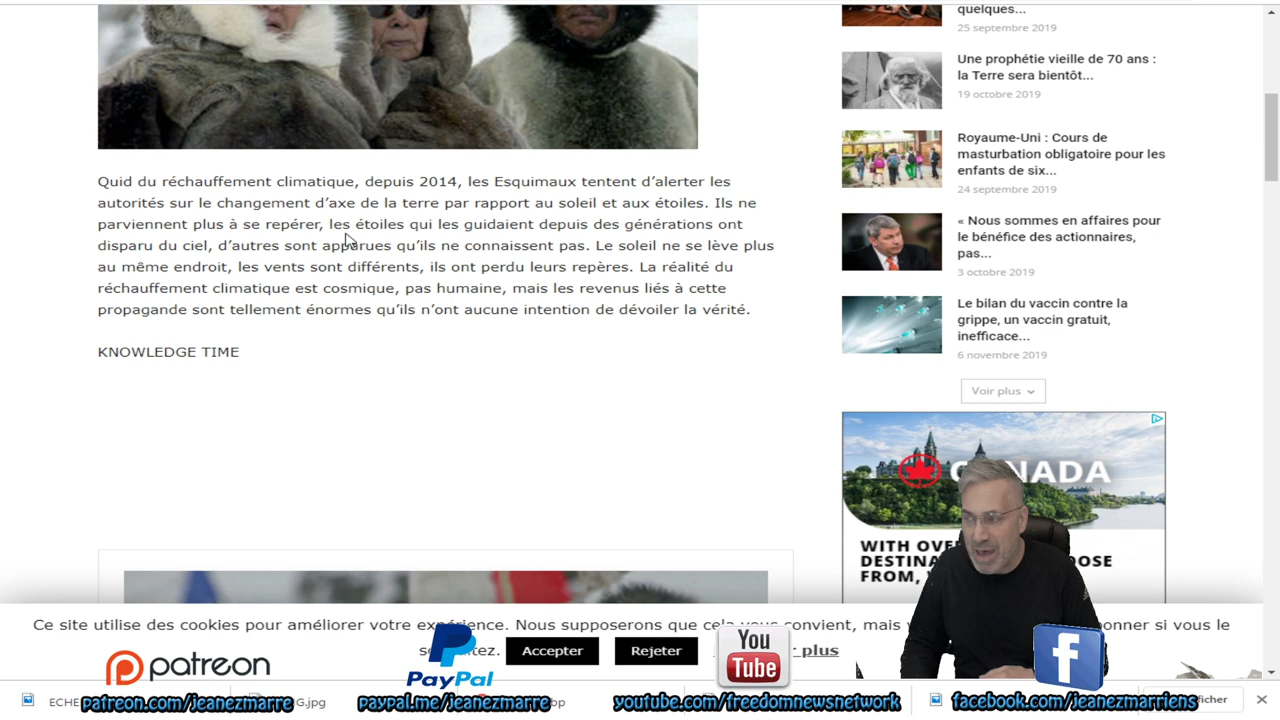 quelques...
25 septembre 2019
Une prophétie vieille de 70 ans :
la Terre sera bientôt...
19 octobre 2019
Royaume-Uni : Cours de
masturbation obligatoire pour les
enfants de six...
24 septembre 2019
« Nous sommes en affaires pour
le bénéfice des actionnaires,
pas...
3 octobre 2019
Le bilan du vaccin contre la
grippe, un vaccin gratuit,
inefficace...
6 novembre 2019
Voir plus
Quid du réchauffement climatique, depuis 2014, les Esquimaux tentent d’alerter les
autorités sur le changement d’axe de la terre par rapport au soleil et aux étoiles. Ils ne
parviennent plus à se repérer, les étoiles qui les guidaient depuis des générations ont
disparu du ciel, d’autres sont apparues qu’ils ne connaissent pas. Le soleil ne se lève plus
au même endroit, les vents sont différents, ils ont perdu leurs repères. La réalité du
réchauffement climatique est cosmique, pas humaine, mais les revenus liés à cette
propagande sont tellement énormes qu’ils n’ont aucune intention de dévoiler la vérité.
KNOWLEDGE TIME
WITH
FROM,
Ce site utilise des cookies pour améliorer votre expérience. Nous supposerons que cela vous convient, mais si vous le
Accepter
Rejeter
plus
patreon
PayPal
You
Tube
f
patreon.com/jeanezmarre
paypal.me/jeanezmarre
youtube.com/freedomnewsnetwork
facebook.com/jeanezmarriens